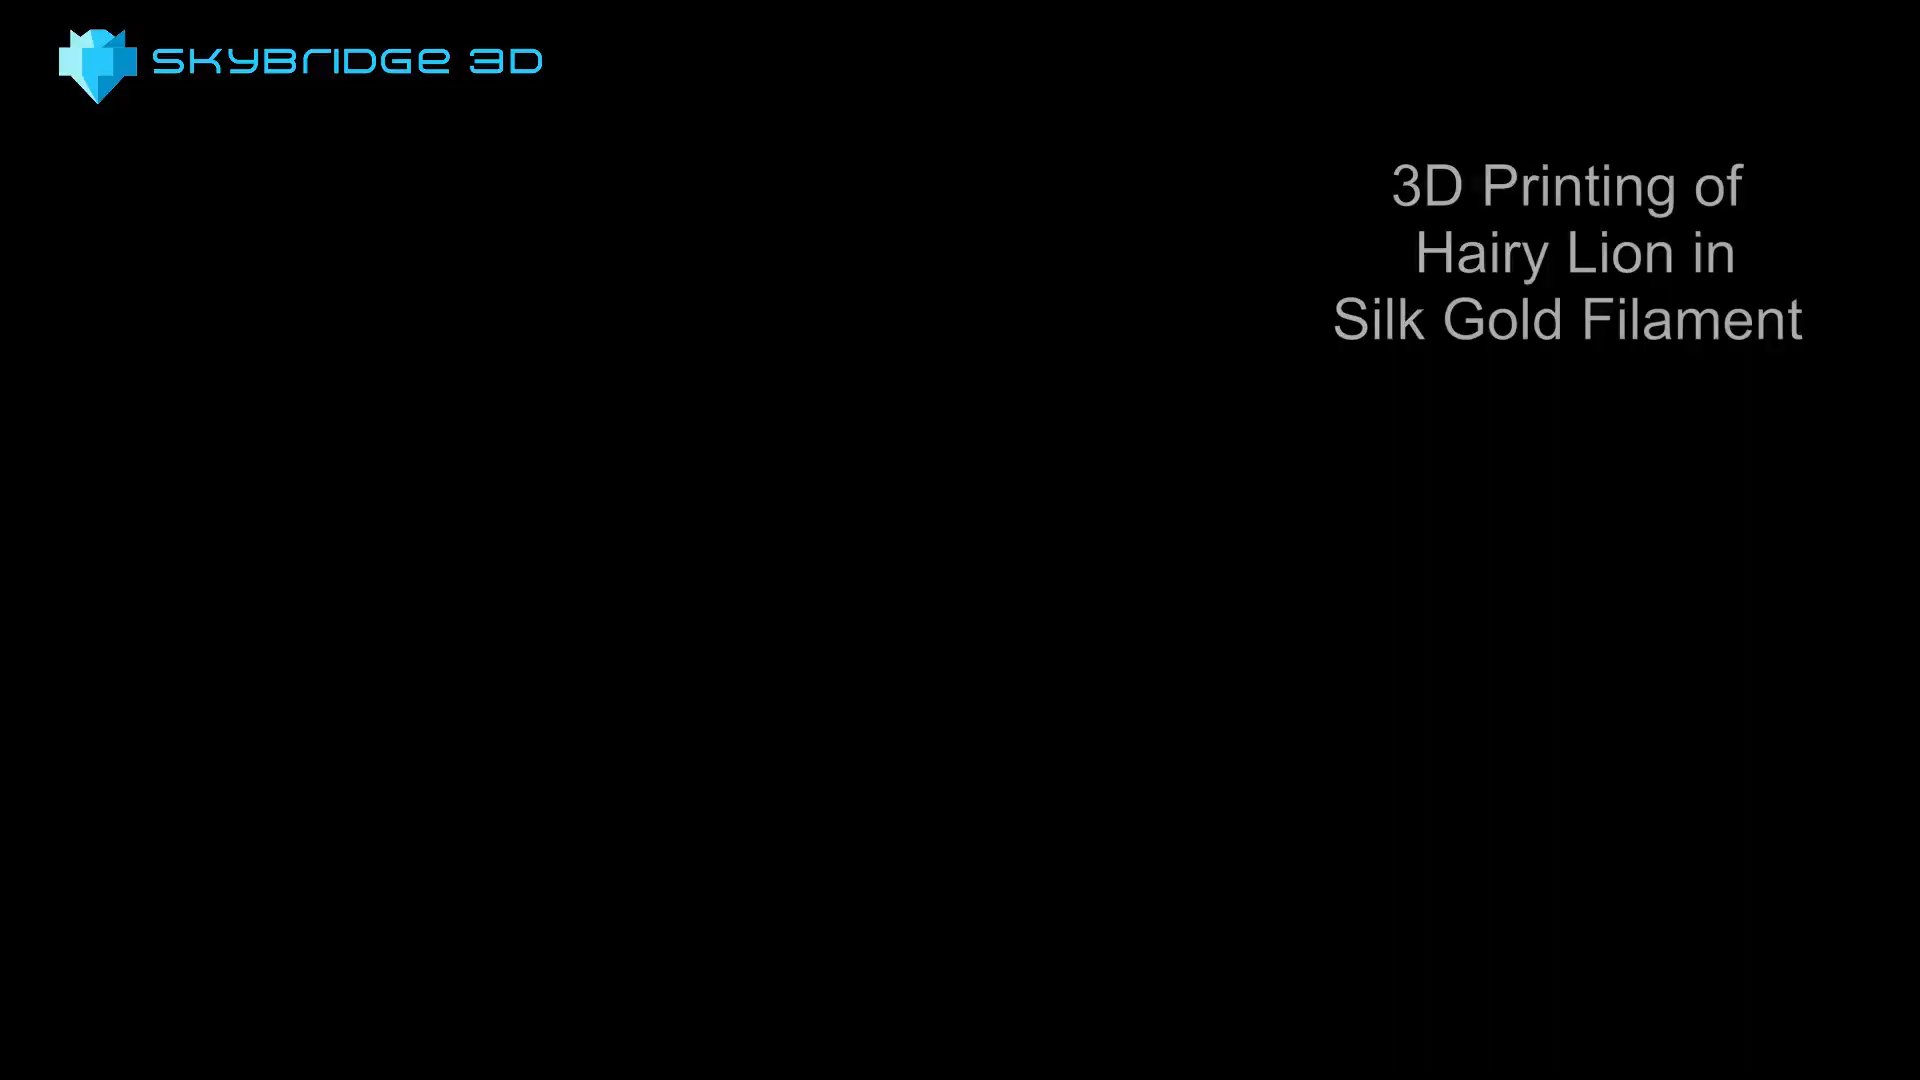 SKYBRIDGE 3D
3D Printing of
Hairy Lion in
Silk Gold Filament